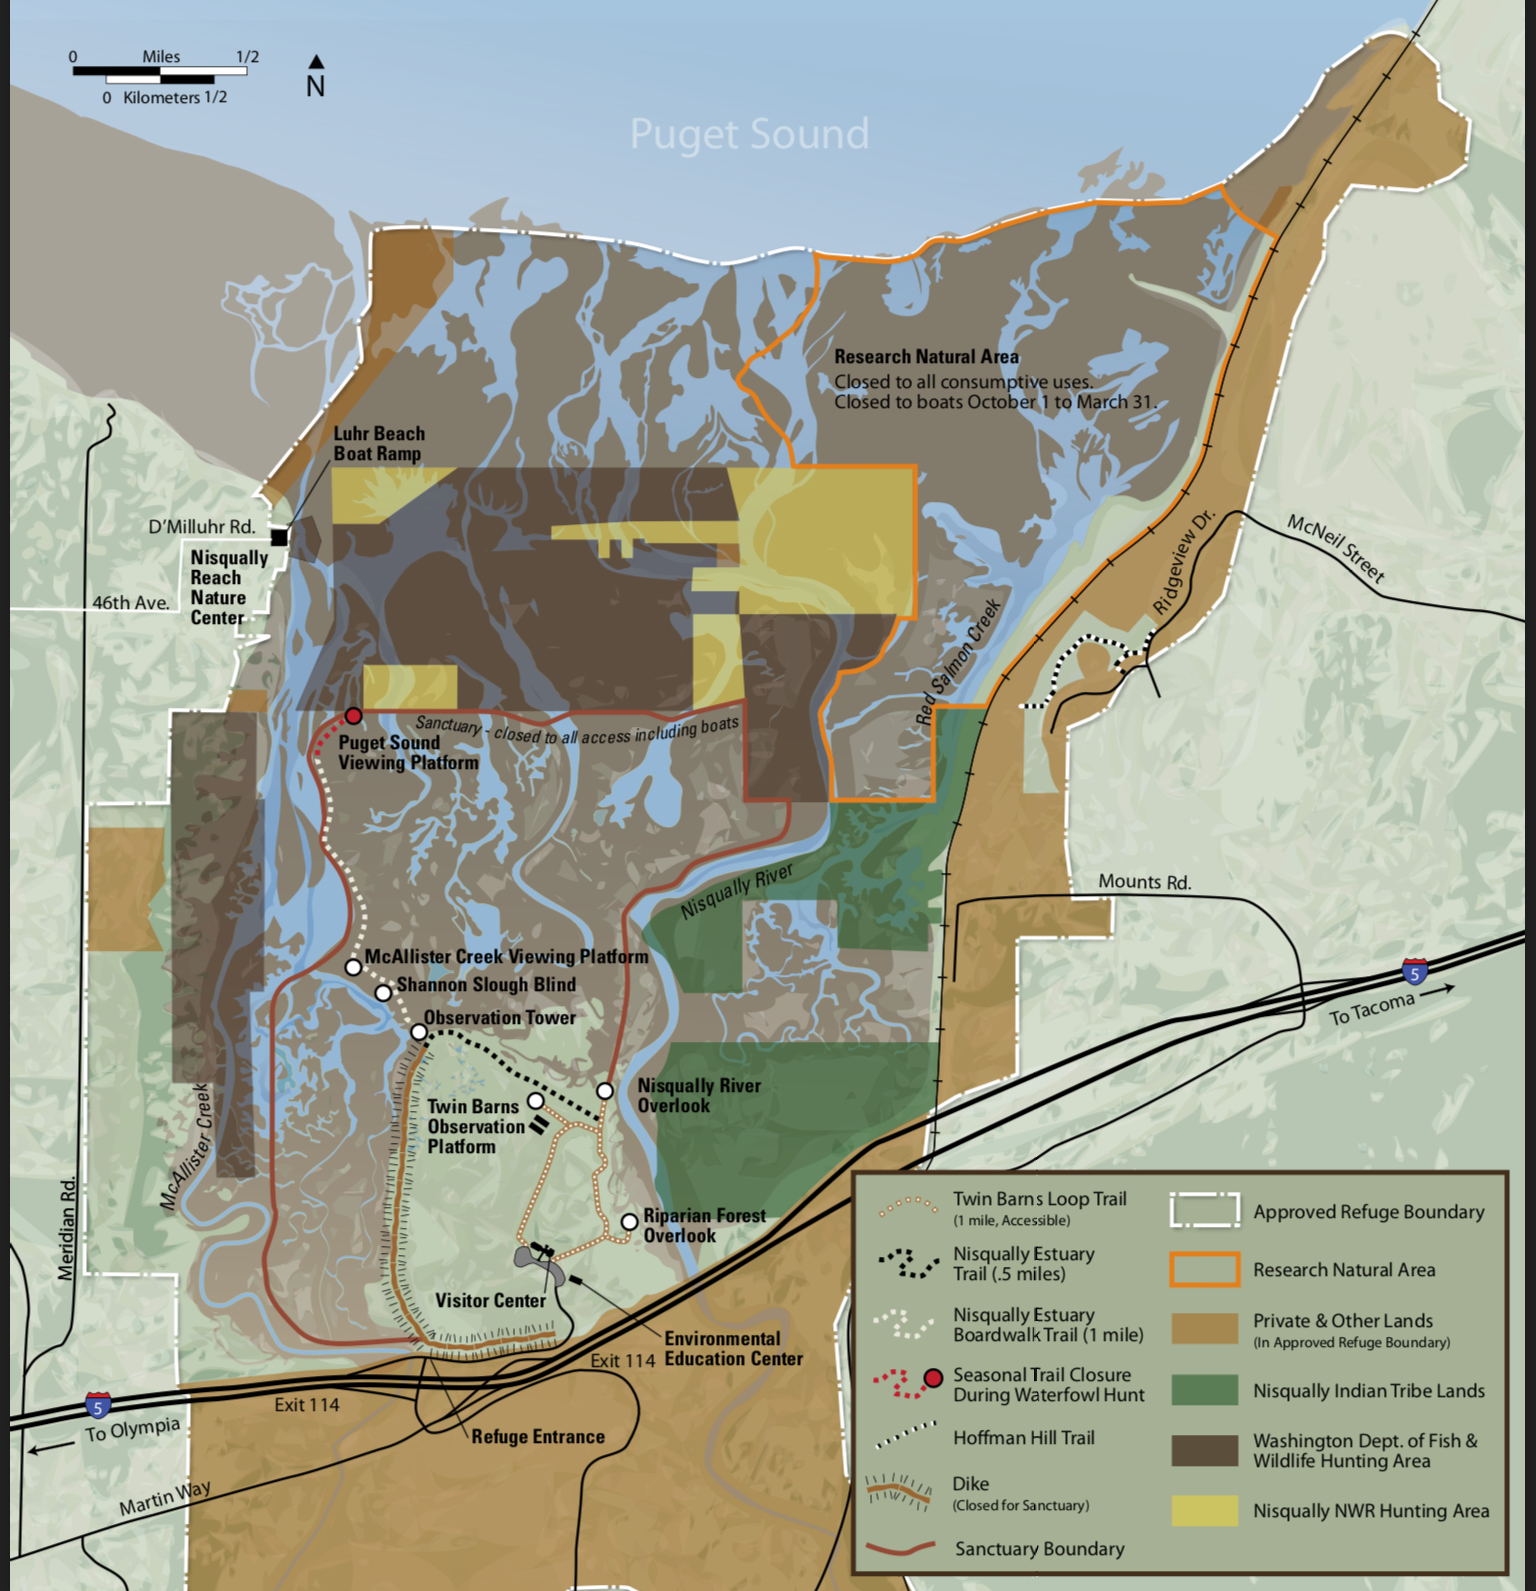 0 Miles 1/2
0 Kilometers 1/2
N
Puget Sound
Research Natural Area
Closed to all consumptive uses.
Closed to boats October 1 to March 31.
Luhr Beach
Boat Ramp
D'Milluhr Rd.
Nisqually
Reach
Nature
Center
46th Ave.
McNeil Street
Ridgeview Dr.
Red Salmon Creek
Sanctuary - closed to all access including boats
Puget Sound
Viewing Platform
Nisqually River
Mounts Rd.
McAllister Creek Viewing Platform
Shannon Slough Blind
Observation Tower
5
To Tacoma
Nisqually River
Overlook
Twin Barns
Observation
Platform
McAllister Creek
Meridian Rd.
Riparian Forest
Overlook
Visitor Center
Environmental
Education Center
Exit 114
Exit 114
5
To Olympia
Refuge Entrance
Martin Way
Twin Barns Loop Trail
(1 mile, Accessible)
Nisqually Estuary
Trail (.5 miles)
Nisqually Estuary
Boardwalk Trail (1 mile)
Seasonal Trail Closure
During Waterfowl Hunt
Hoffman Hill Trail
Dike
(Closed for Sanctuary)
Sanctuary Boundary
Approved Refuge Boundary
Research Natural Area
Private & Other Lands
(In Approved Refuge Boundary)
Nisqually Indian Tribe Lands
Washington Dept. of Fish &
Wildlife Hunting Area
Nisqually NWR Hunting Area